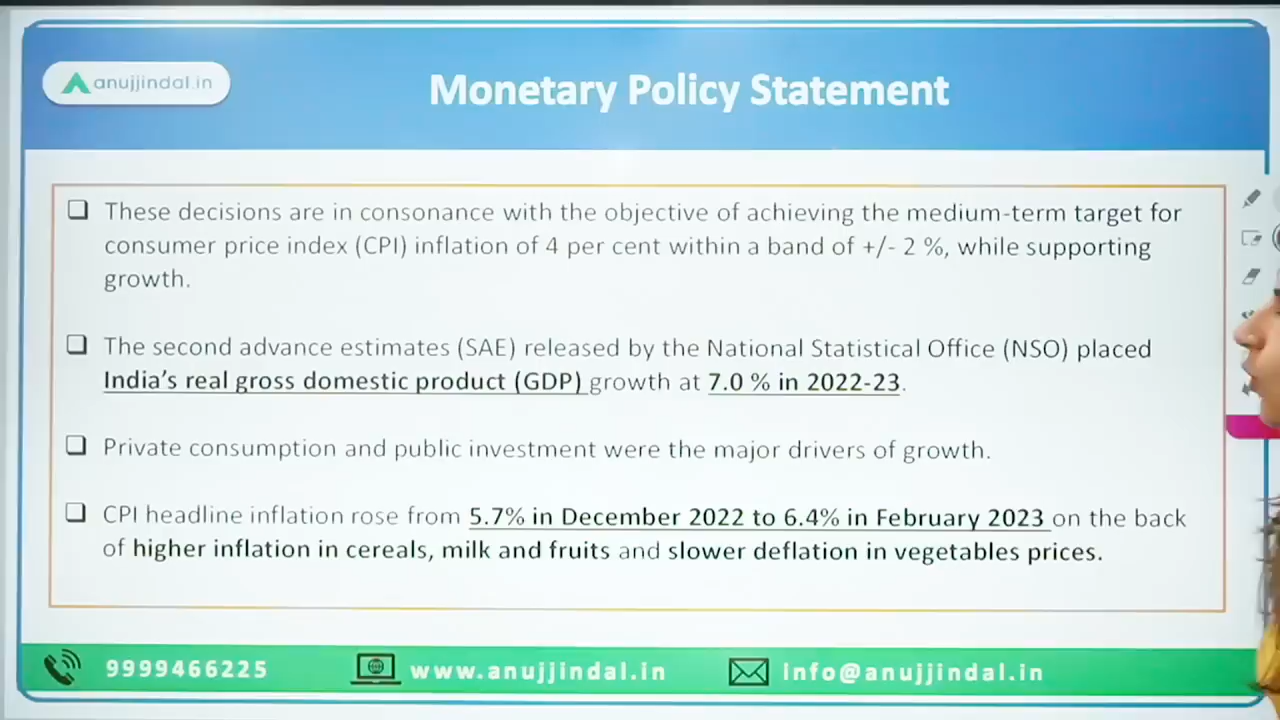 anujjindal.in
Monetary Policy Statement
❑ These decisions are in consonance with the objective of achieving the medium-term target for
consumer price index (CPI) inflation of 4 per cent within a band of +/- 2 %, while supporting
growth.
❑ The second advance estimates (SAE) released by the National Statistical Office (NSO) placed
India's real gross domestic product (GDP) growth at 7.0 % in 2022-23.
❑ Private consumption and public investment were the major drivers of growth.
❑ CPI headline inflation rose from 5.7% in December 2022 to 6.4% in February 2023 on the back
of higher inflation in cereals, milk and fruits and slower deflation in vegetables prices.
9999466225 www.anujjindal.in Info@anujjindal.in